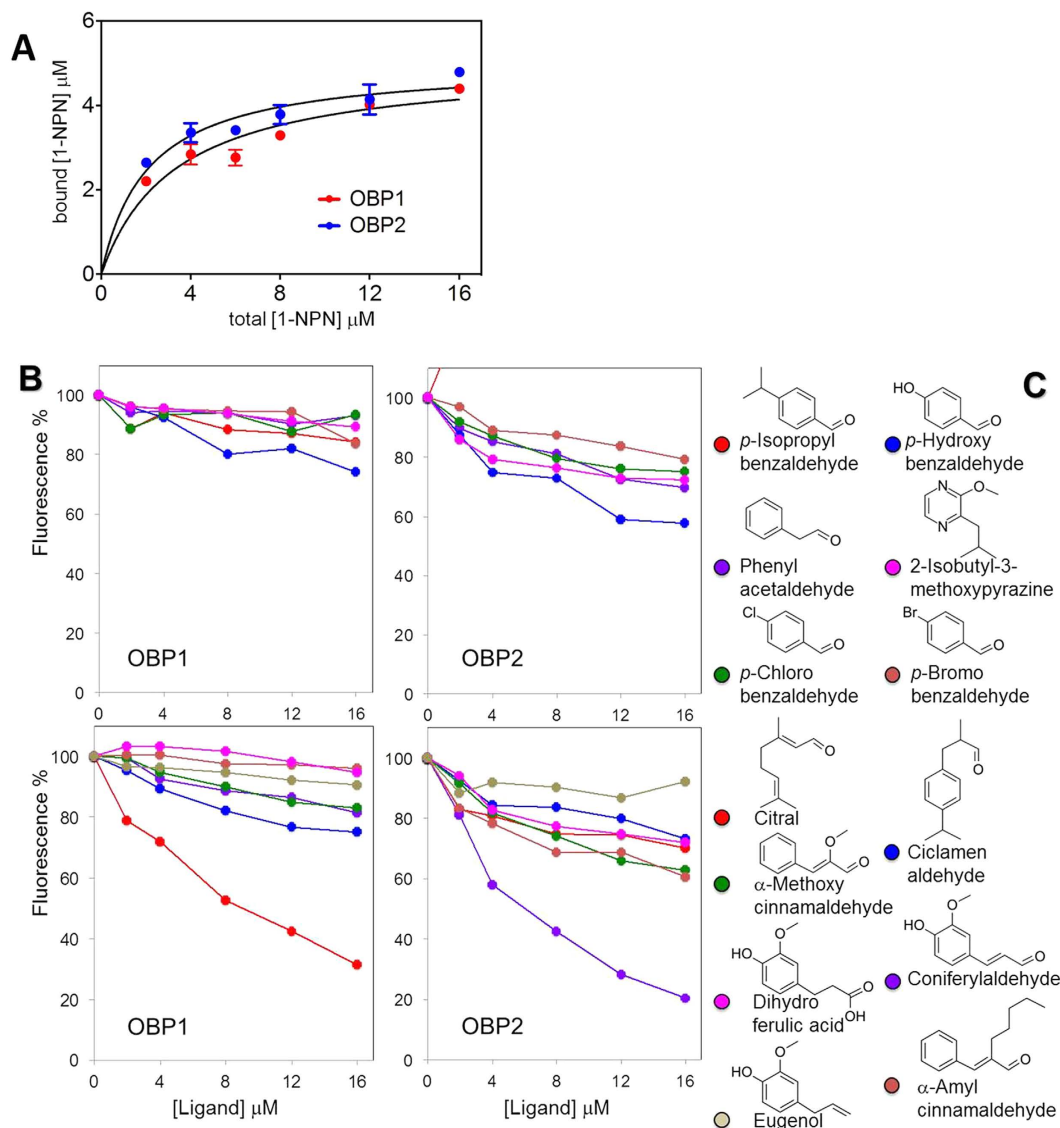 A
6
4
2
0
bound [1-NPN] μM
OBP1
OBP2
0 4 8 12 16
total [1-NPN] μM
B
Fluorescence %
100
80
60
40
20
0
OBP1
0 4 8 12 16
100
80
60
40
20
0
OBP2
0 4 8 12 16
Fluorescence %
100
80
60
40
20
0
OBP1
0 4 8 12 16
[Ligand] μM
100
80
60
40
20
0
OBP2
0 4 8 12 16
[Ligand] μM
C
O
p-Isopropyl
benzaldehyde
HO
O
p-Hydroxy
benzaldehyde
O
Phenyl
acetaldehyde
N
O
N
2-Isobutyl-3-
methoxypyrazine
Cl
O
p-Chloro
benzaldehyde
Br
O
p-Bromo
benzaldehyde
O
Citral
O
Ciclamen
aldehyde
O
O
α-Methoxy
cinnamaldehyde
O
HO
O
Coniferylaldehyde
O
HO
O
OH
Dihydro
ferulic acid
O
α-Amyl
cinnamaldehyde
O
HO
Eugenol